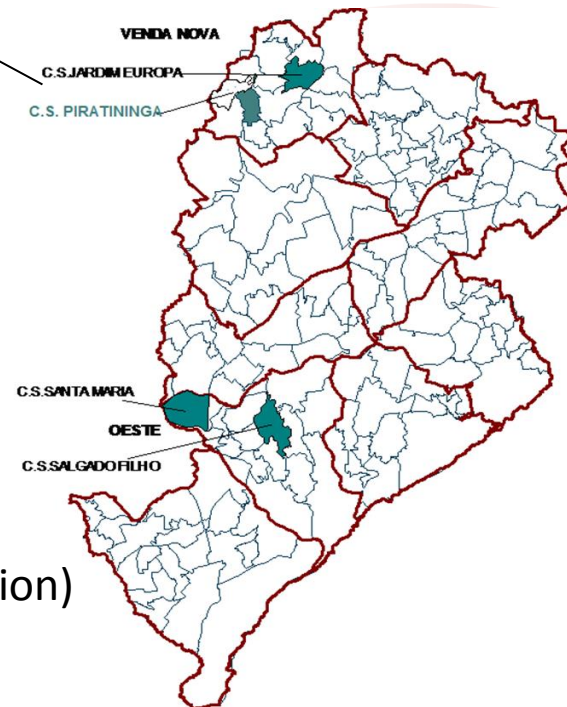 VENDA NOVA
C.S.JARDIM EUROPA
C.S. PIRATININGA
C.S.SANTA MARIA
OESTE
C.S.SALGADO FILHO
ion)